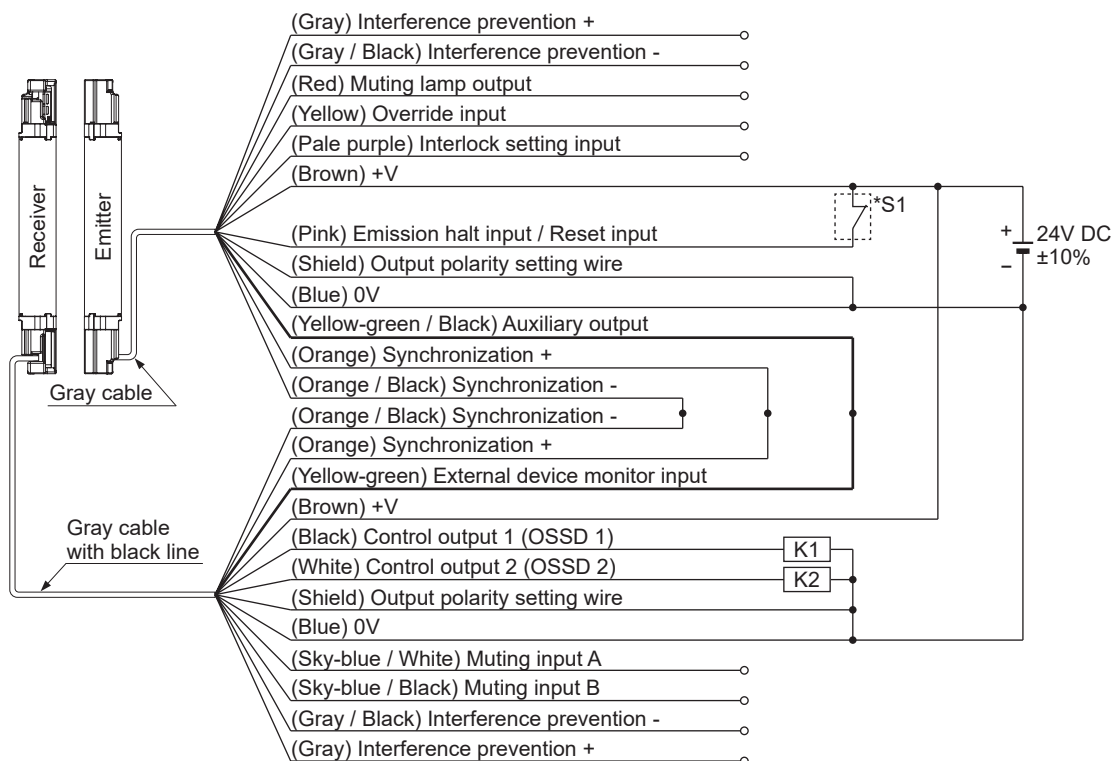 (Gray) Interference prevention +
(Gray / Black) Interference prevention -
(Red) Muting lamp output
(Yellow) Override input
(Pale purple) Interlock setting input
(Brown) +V
*S1
Receiver
Emitter
(Pink) Emission halt input / Reset input
+
24V DC
±10%
−
(Shield) Output polarity setting wire
(Blue) 0V
(Yellow-green / Black) Auxiliary output
(Orange) Synchronization +
Gray cable
(Orange / Black) Synchronization -
(Orange / Black) Synchronization -
(Orange) Synchronization +
(Yellow-green) External device monitor input
(Brown) +V
Gray cable
with black line
(Black) Control output 1 (OSSD 1)
K1
(White) Control output 2 (OSSD 2)
K2
(Shield) Output polarity setting wire
(Blue) 0V
(Sky-blue / White) Muting input A
(Sky-blue / Black) Muting input B
(Gray / Black) Interference prevention -
(Gray) Interference prevention +